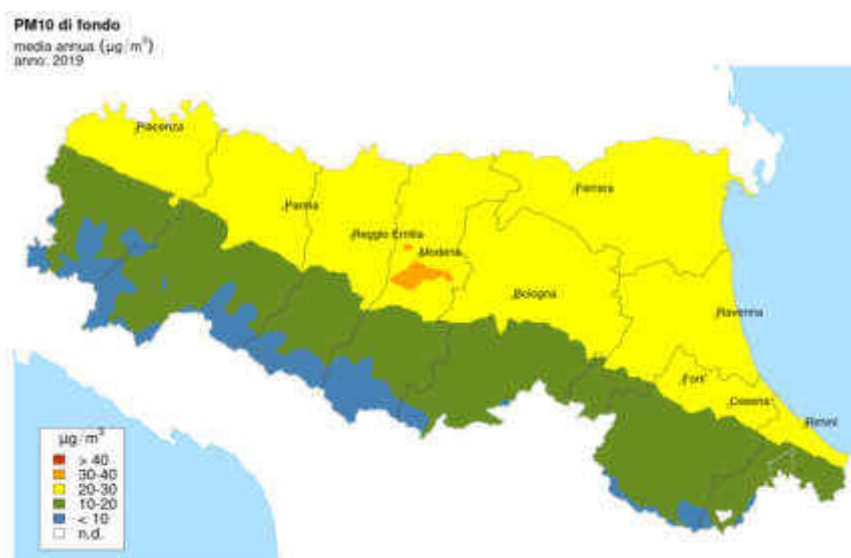 PM10 di fondo
media annua (µg/m³)
anno: 2019
Piacenza
Parma
Ferrara
Reggio Emilia
Modena
Bologna
Ravenna
Forlì
Cesena
Rimini
µg/m³
> 40
30-40
20-30
10-20
< 10
n.d.